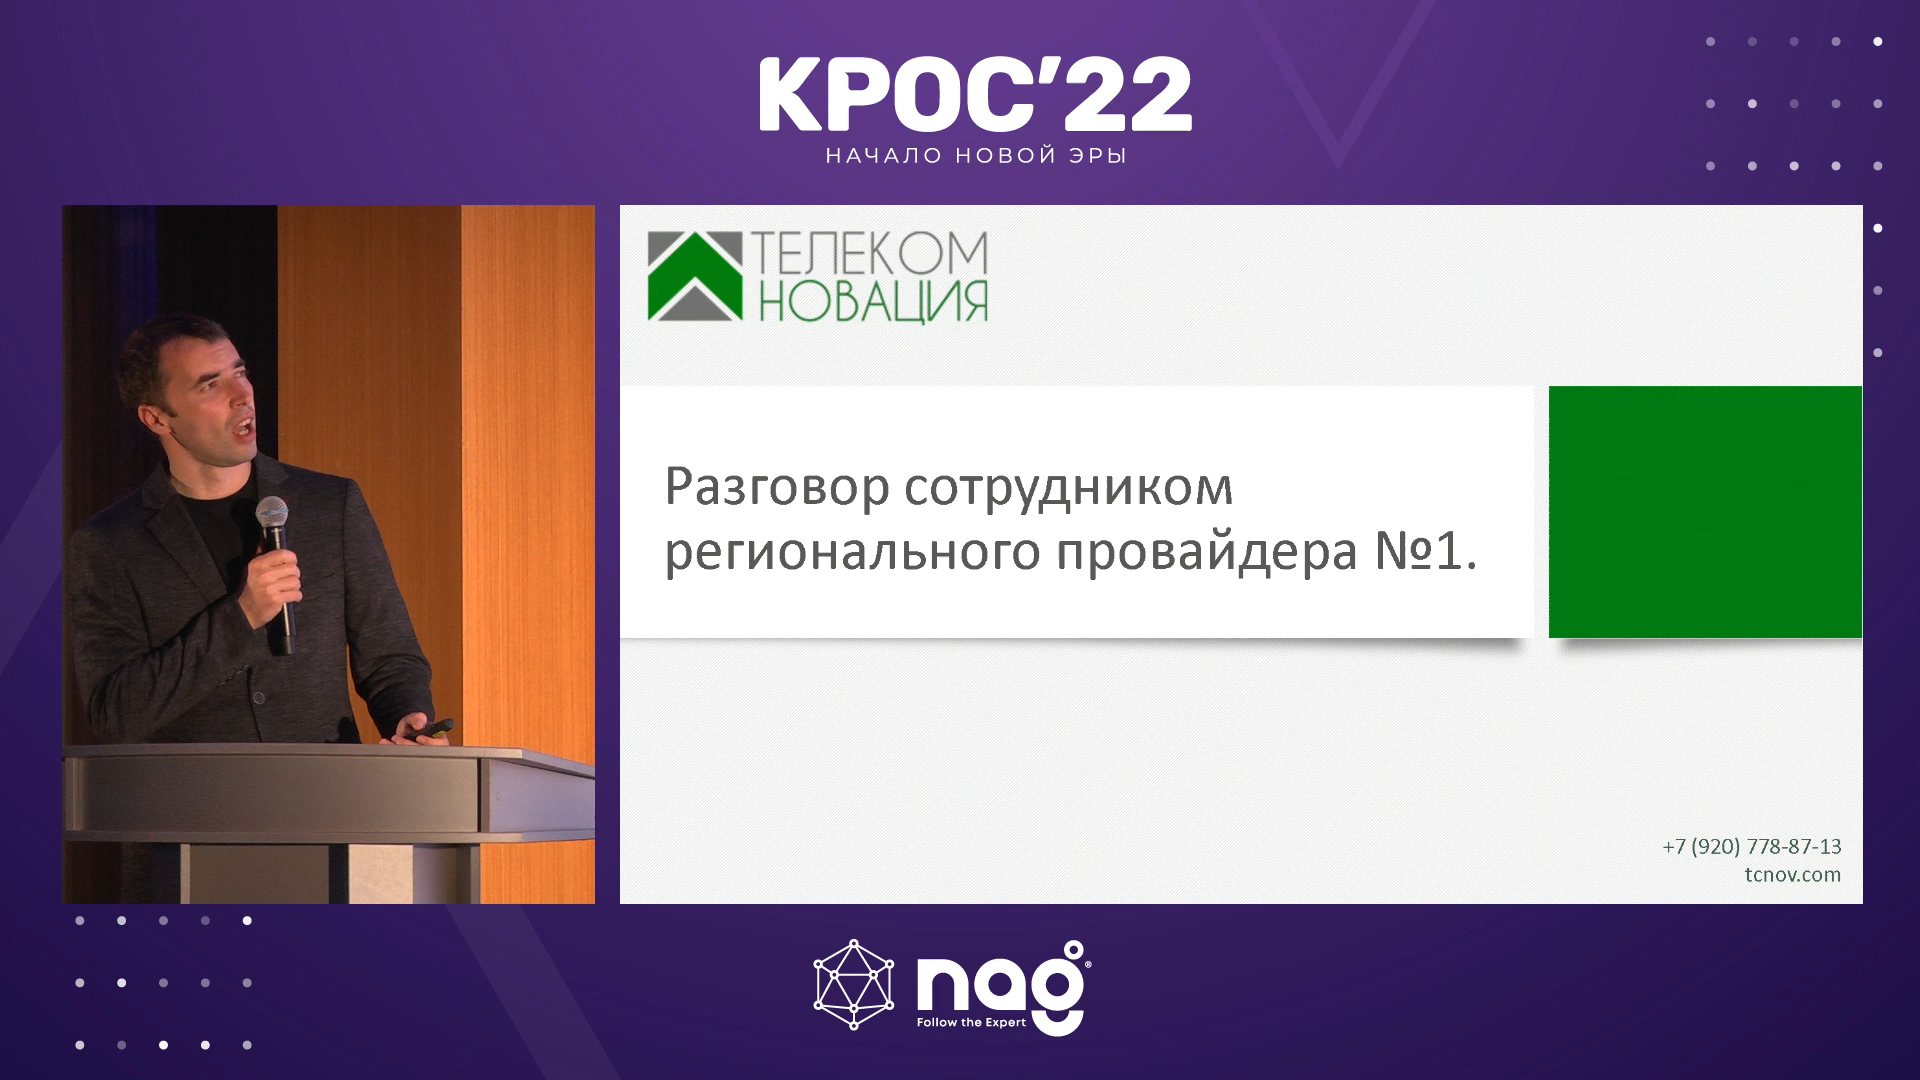 КРОС’22
НАЧАЛО НОВОЙ ЭРЫ
ТЕЛЕКОМ
НОВАЦИЯ
Разговор сотрудником
регионального провайдера №1.
+7 (920) 778-87-13
tcnov.com
nag®
Follow the Expert